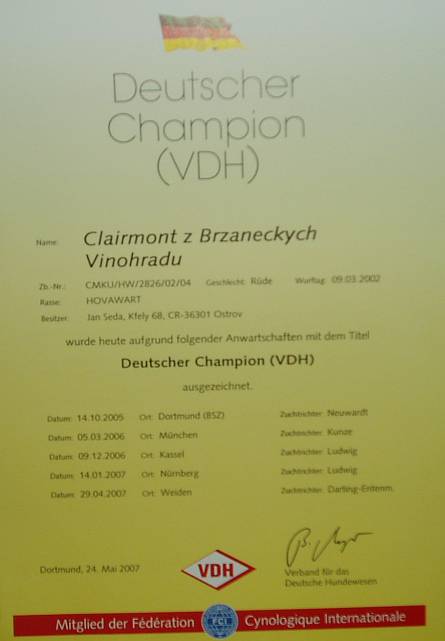 Deutscher
Champion
(VDH)
Name: Clairmont z Brzaneckych
Vinohradu
Zb.-Nr.: CMKU/HW/2826/02/04 Geschlecht: Rüde Wurftag: 09.03.2002
Rasse: HOVAWART
Besitzer: Jan Seda, Kfely 68, CR-36301 Ostrov
wurde heute aufgrund folgender Anwartschaften mit dem Titel
Deutscher Champion (VDH)
ausgezeichnet.
Datum: 14.10.2005 Ort: Dortmund (BSZ) Zuchtrichter: Neuwardt
Datum: 05.03.2006 Ort: München Zuchtrichter: Kunze
Datum: 09.12.2006 Ort: Kassel Zuchtrichter: Ludwig
Datum: 14.01.2007 Ort: Nürnberg Zuchtrichter: Ludwig
Datum: 29.04.2007 Ort: Weiden Zuchtrichter: Darling-Entenm.
Dortmund, 24. Mai 2007
VDH
Verband für das
Deutsche Hundewesen
Mitglied der Fédération FCI Cynologique Internationale